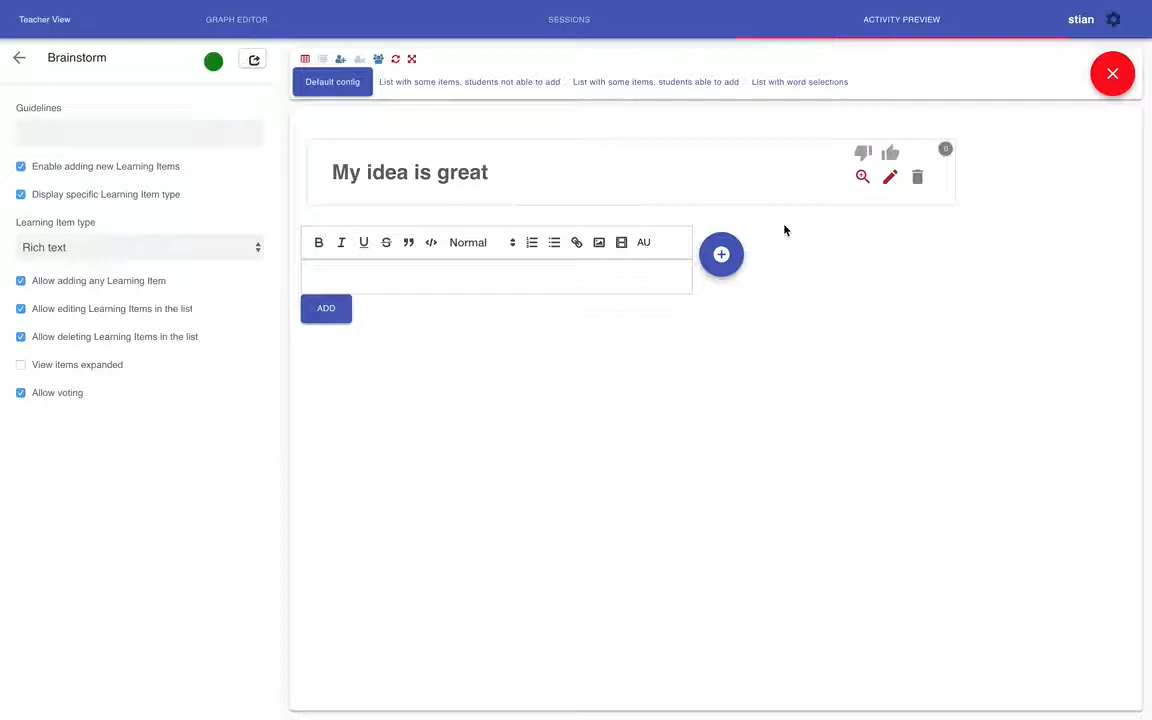 Teacher View
GRAPH EDITOR
SESSIONS
ACTIVITY PREVIEW
stian
Brainstorm
Default config
List with some items, students not able to add
List with some items, students able to add
List with word selections
Guidelines
Enable adding new Learning Items
Display specific Learning Item type
Learning Item type
Rich text
Allow adding any Learning Item
Allow editing Learning Items in the list
Allow deleting Learning Items in the list
View items expanded
Allow voting
My idea is great
0
B I U S Normal AU
ADD